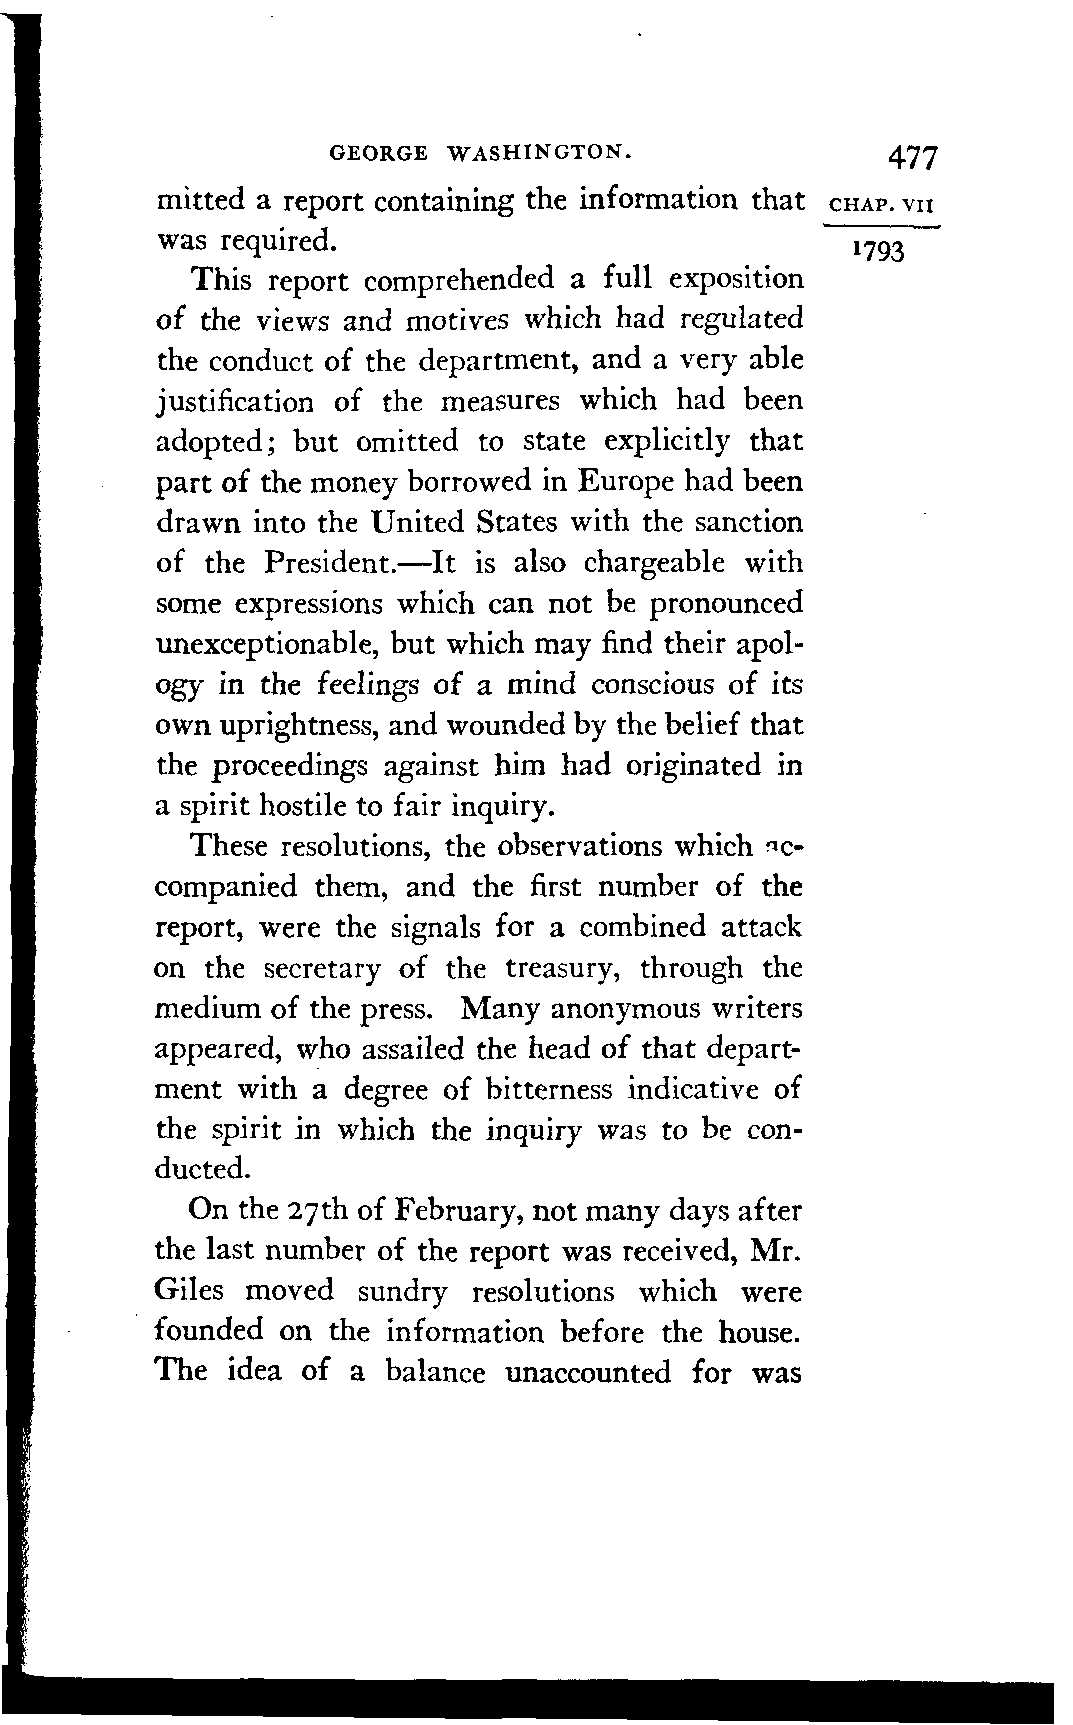 GEORGE WASHINGTON. 477
mitted a report containing the information that CHAP. VII
was required. 1793
This report comprehended a full exposition
of the views and motives which had regulated
the conduct of the department, and a very able
justification of the measures which had been
adopted; but omitted to state explicitly that
part of the money borrowed in Europe had been
drawn into the United States with the sanction
of the President.—It is also chargeable with
some expressions which can not be pronounced
unexceptionable, but which may find their apol-
ogy in the feelings of a mind conscious of its
own uprightness, and wounded by the belief that
the proceedings against him had originated in
a spirit hostile to fair inquiry.
These resolutions, the observations which ac-
companied them, and the first number of the
report, were the signals for a combined attack
on the secretary of the treasury, through the
medium of the press. Many anonymous writers
appeared, who assailed the head of that depart-
ment with a degree of bitterness indicative of
the spirit in which the inquiry was to be con-
ducted.
On the 27th of February, not many days after
the last number of the report was received, Mr.
Giles moved sundry resolutions which were
founded on the information before the house.
The idea of a balance unaccounted for was